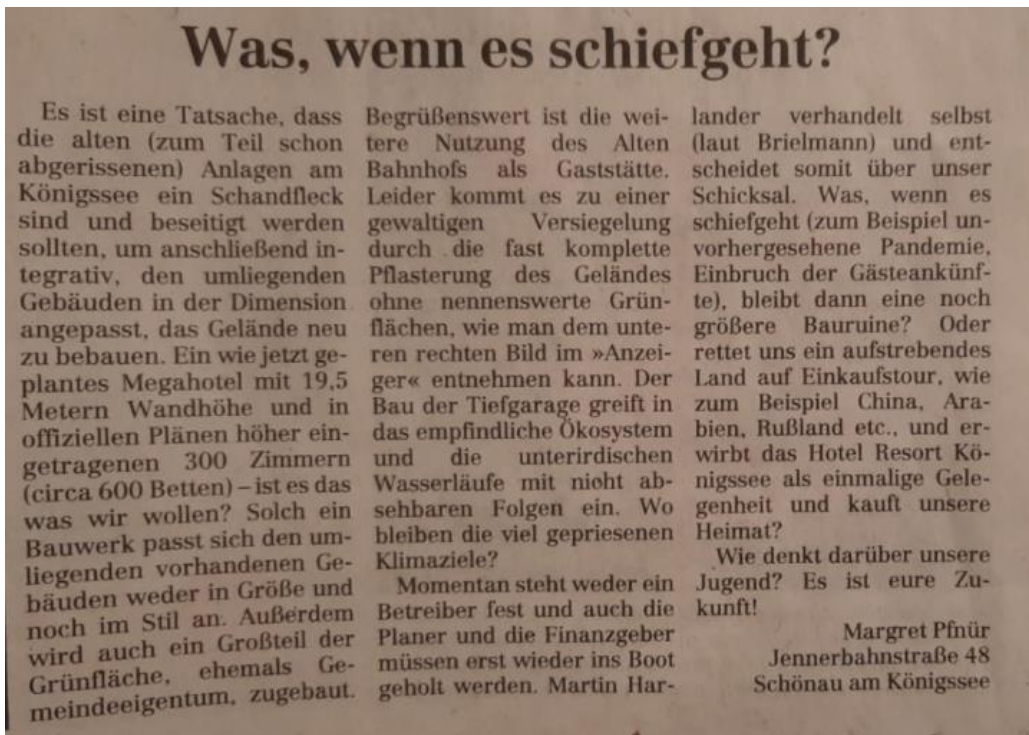 Was, wenn es schiefgeht?
Es ist eine Tatsache, dass
die alten (zum Teil schon
abgerissenen) Anlagen am
Königssee ein Schandfleck
sind und beseitigt werden
sollten, um anschließend in-
tegrativ, den umliegenden
Gebäuden in der Dimension
angepasst, das Gelände neu
zu bebauen. Ein wie jetzt ge-
plantes Megahotel mit 19,5
Metern Wandhöhe und in
offiziellen Plänen höher ein-
getragenen 300 Zimmern
(circa 600 Betten) – ist es das
was wir wollen? Solch ein
Bauwerk passt sich den um-
liegenden vorhandenen Ge-
bäuden weder in Größe und
noch im Stil an. Außerdem
wird auch ein Großteil der
Grünfläche, ehemals Ge-
meindeeigentum, zugebaut.
Begrüßenswert ist die wei-
tere Nutzung des Alten
Bahnhofs als Gaststätte.
Leider kommt es zu einer
gewaltigen Versiegelung
durch die fast komplette
Pflasterung des Geländes
ohne nennenswerte Grün-
flächen, wie man dem unte-
ren rechten Bild im »Anzei-
ger« entnehmen kann. Der
Bau der Tiefgarage greift in
das empfindliche Ökosystem
und die unterirdischen
Wasserläufe mit nicht ab-
sehbaren Folgen ein. Wo
bleiben die viel gepriesenen
Klimaziele?
Momentan steht weder ein
Betreiber fest und auch die
Planer und die Finanzgeber
müssen erst wieder ins Boot
geholt werden. Martin Har-
lander verhandelt selbst
(laut Brielmann) und ent-
scheidet somit über unser
Schicksal. Was, wenn es
schiefgeht (zum Beispiel un-
vorhergesehene Pandemie,
Einbruch der Gästeankünf-
te), bleibt dann eine noch
größere Bauruine? Oder
rettet uns ein aufstrebendes
Land auf Einkaufstour, wie
zum Beispiel China, Ara-
bien, Rußland etc., und er-
wirbt das Hotel Resort Kö-
nigssee als einmalige Gele-
genheit und kauft unsere
Heimat?
Wie denkt darüber unsere
Jugend? Es ist eure Zu-
kunft!
Margret Pfnür
Jennerbahnstraße 48
Schönau am Königssee